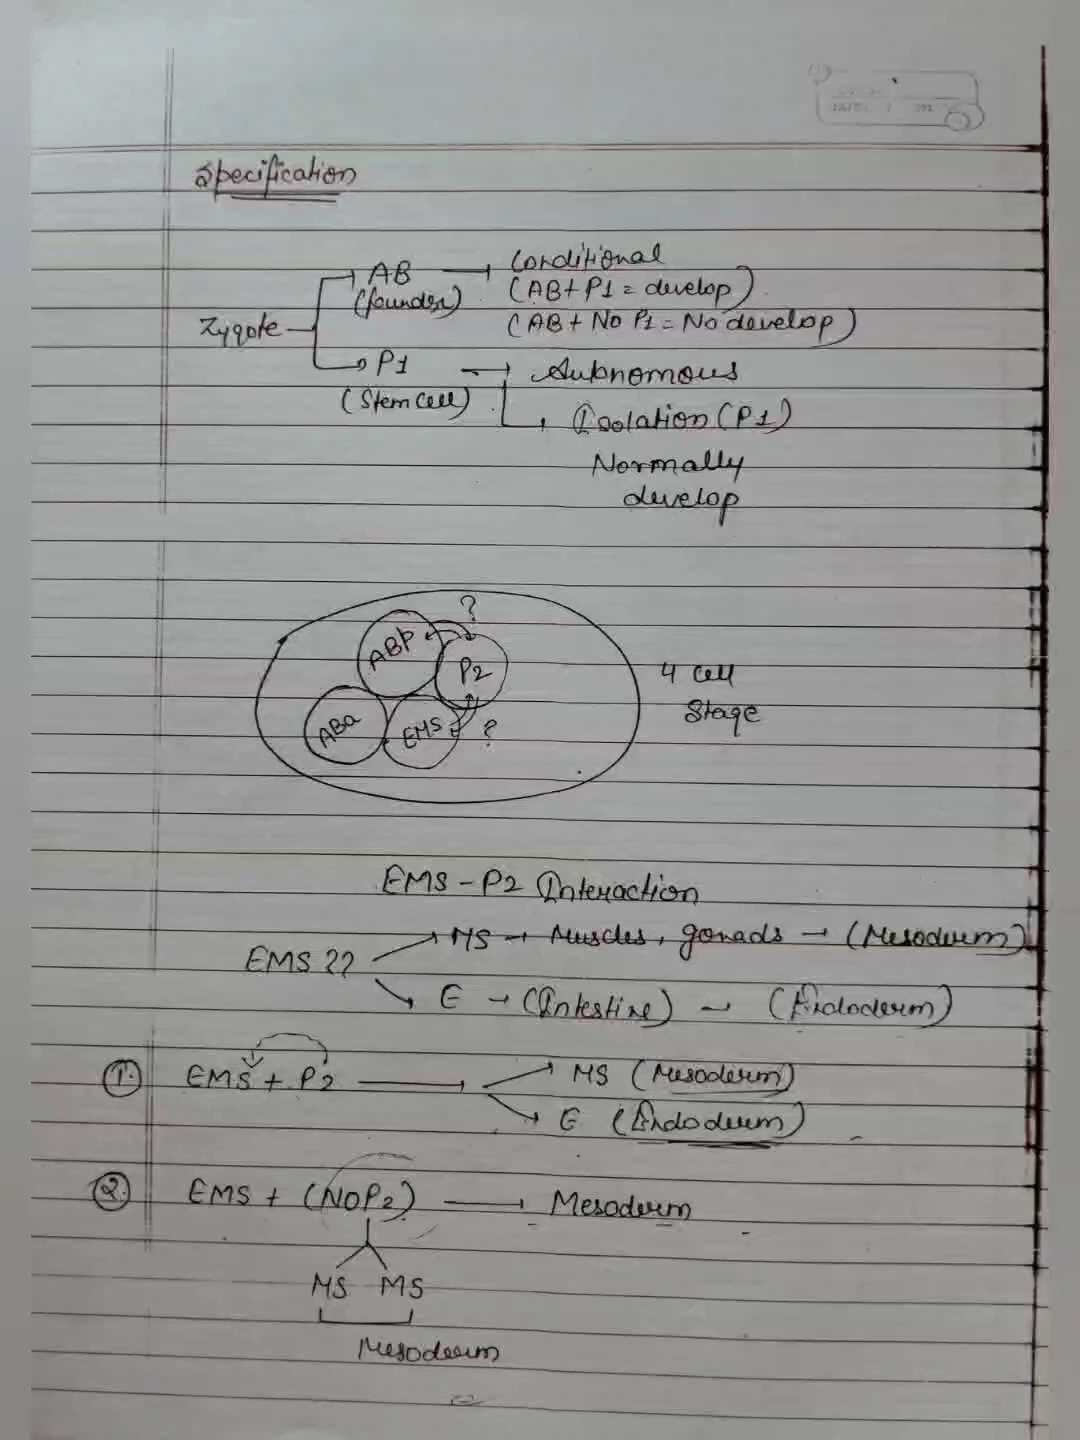 Specification
AB → Conditional
(founder) (AB + P1 = develop)
Zygote (AB + No P1 = No develop)
P1 → Autonomous
(Stem cell) → Isolation (P1)
Normally
develop
?
ABP
P2
4 cell
Stage
ABa
EMS
?
EMS - P2 Interaction
MS → Muscles, gonads → (Mesoderm)
EMS ??
E → (Intestine) → (Endoderm)
① EMS + P2 → MS (Mesoderm)
E (Endoderm)
② EMS + (NO P2) → Mesoderm
MS MS
Mesoderm